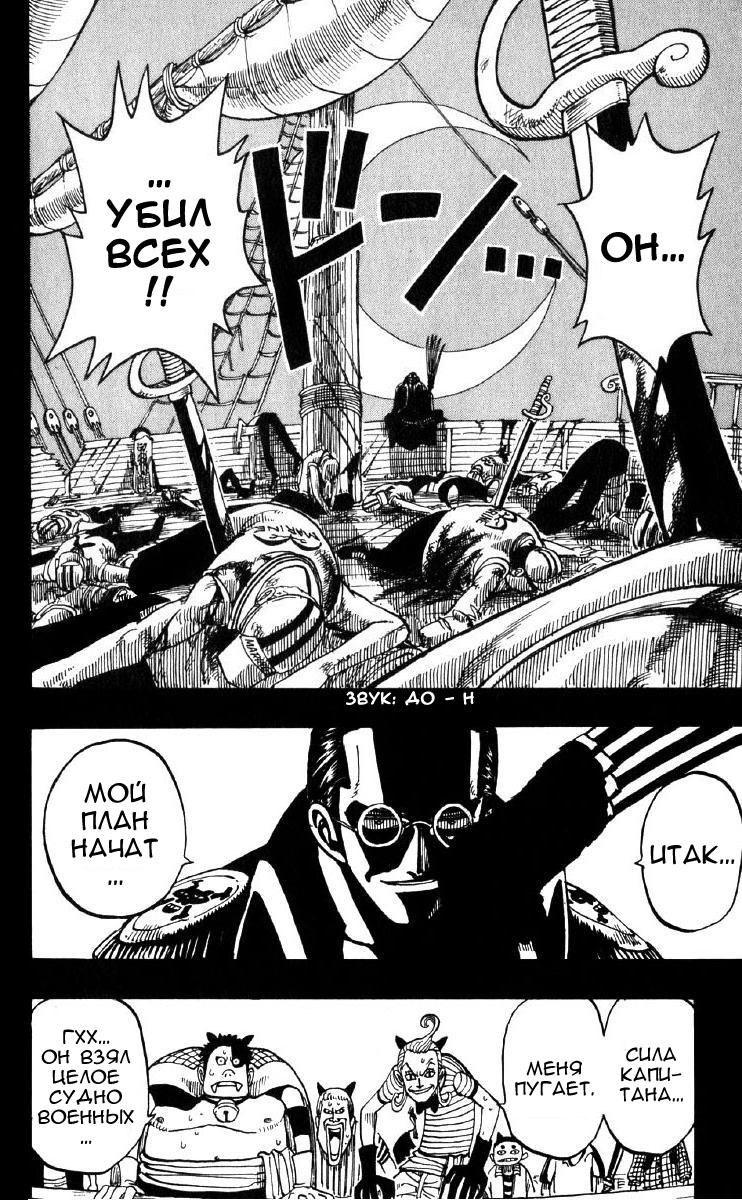 ОН...
...
УБИЛ
ВСЕХ
!!
ドーン...
MARINE
ЗВУК: ДО - Н
ИТАК...
МОЙ
ПЛАН
НАЧАТ
...
СИЛА
КАПИ-
ТАНА...
МЕНЯ
ПУГАЕТ.
ГХХ...
ОН ВЗЯЛ
ЦЕЛОЕ
СУДНО
ВОЕННЫХ
...